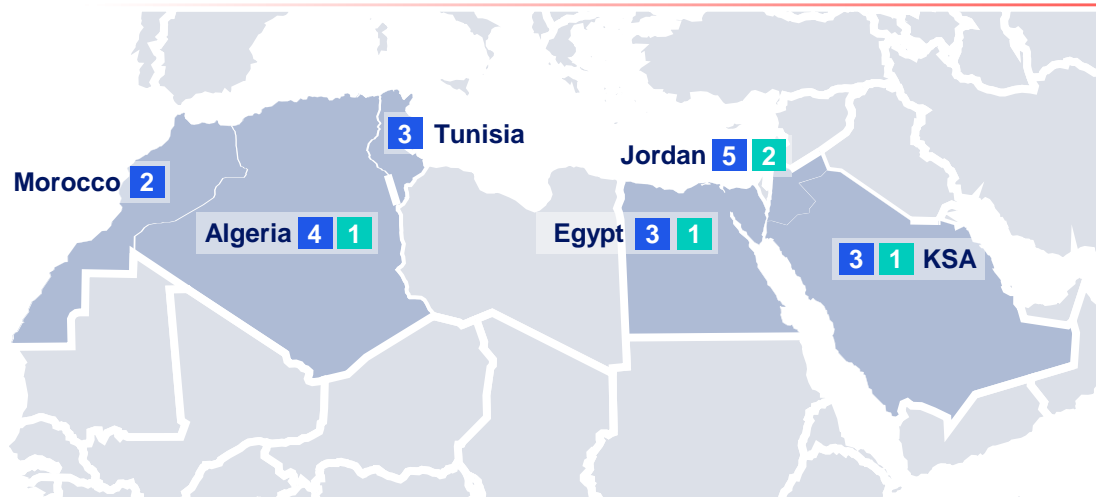 3 Tunisia
Jordan 5 2
Morocco 2
Algeria 4 1
Egypt 3 1
3 1 KSA